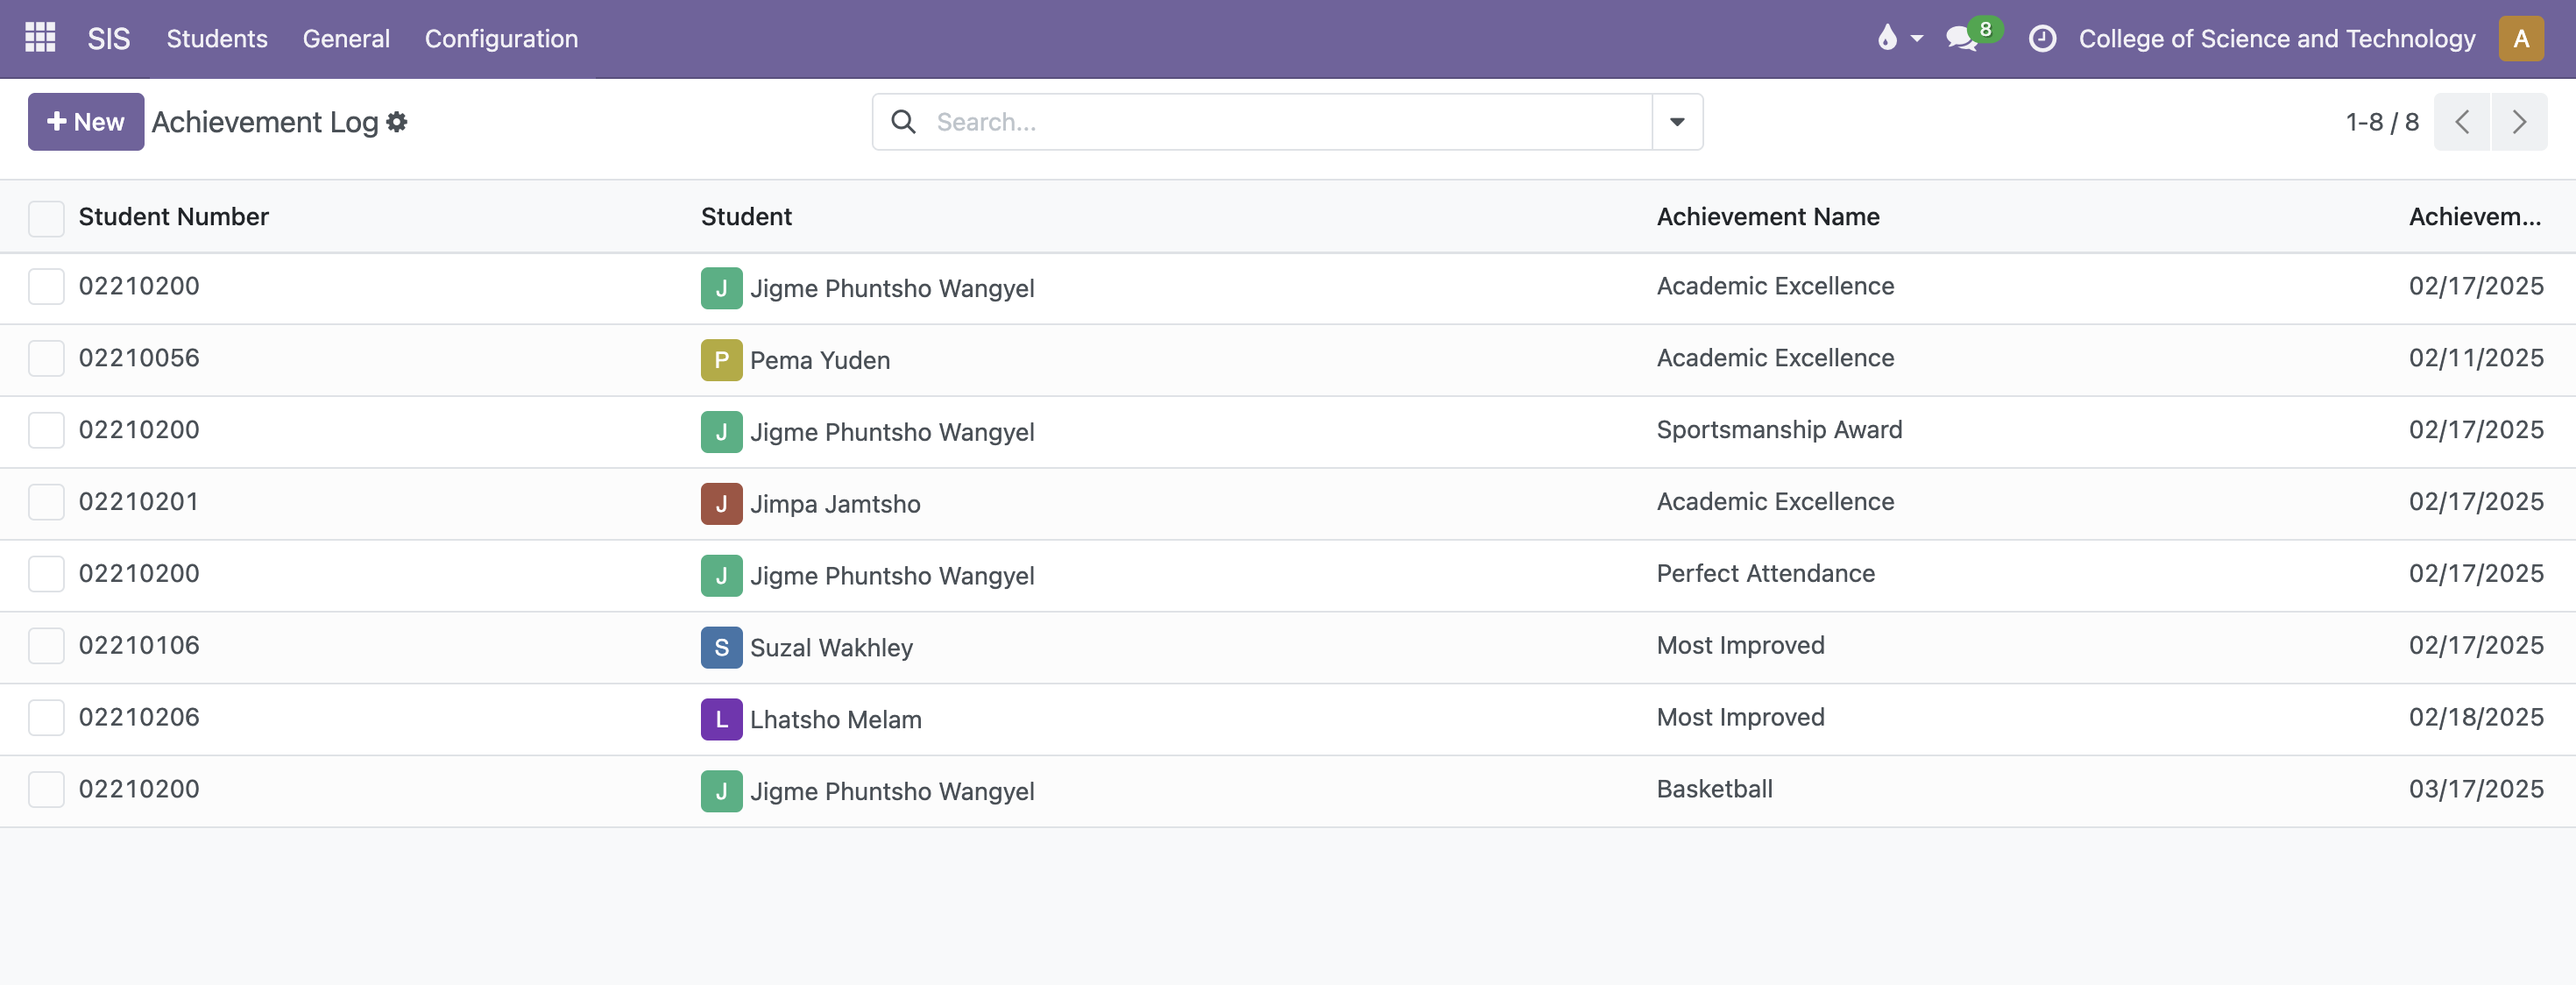 SIS Students General Configuration 8 College of Science and Technology A
New Achievement Log Search... 1-8 / 8
Student Number Student Achievement Name Achievem...
02210200 J Jigme Phuntsho Wangyel Academic Excellence 02/17/2025
02210056 P Pema Yuden Academic Excellence 02/11/2025
02210200 J Jigme Phuntsho Wangyel Sportsmanship Award 02/17/2025
02210201 J Jimpa Jamtsho Academic Excellence 02/17/2025
02210200 J Jigme Phuntsho Wangyel Perfect Attendance 02/17/2025
02210106 S Suzal Wakhley Most Improved 02/17/2025
02210206 L Lhatsho Melam Most Improved 02/18/2025
02210200 J Jigme Phuntsho Wangyel Basketball 03/17/2025